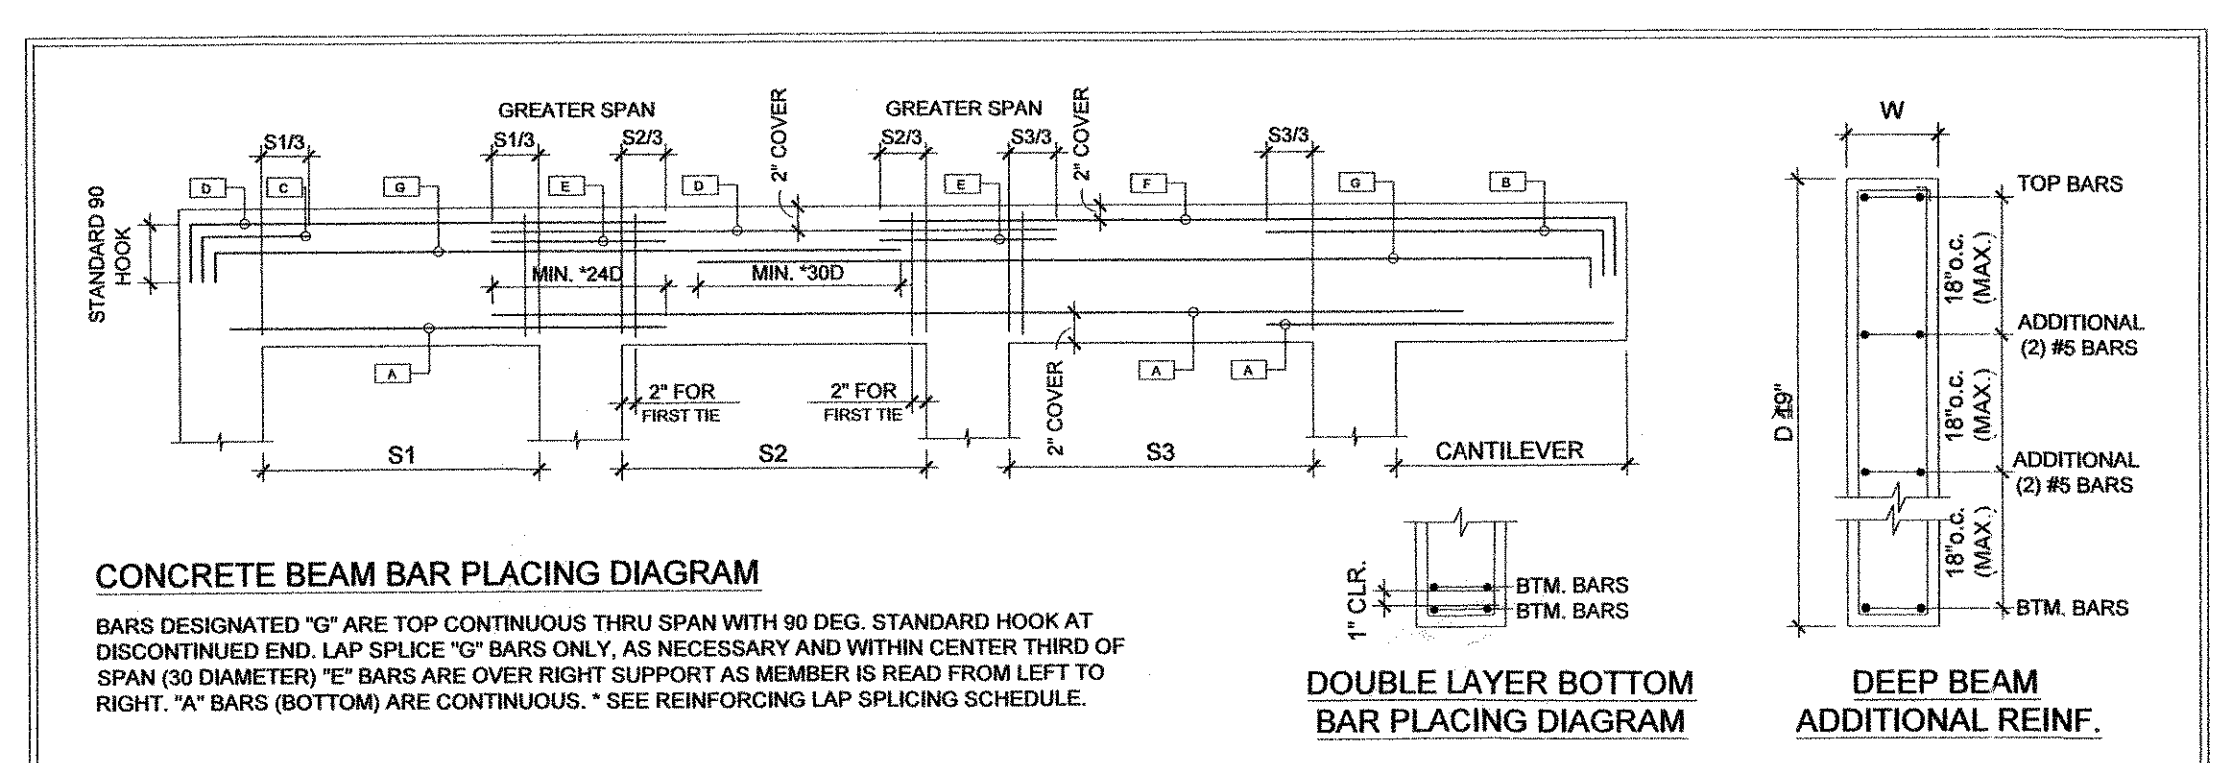 GREATER SPAN
GREATER SPAN
S1/3
S1/3
S2/3
2" COVER
S2/3
S3/3
2" COVER
S3/3
D
C
G
E
D
E
F
G
B
STANDARD 90
HOOK
MIN. *24D
MIN. *30D
A
A
A
2" FOR
FIRST TIE
2" FOR
FIRST TIE
2" COVER
S1
S2
S3
CANTILEVER
CONCRETE BEAM BAR PLACING DIAGRAM
BARS DESIGNATED "G" ARE TOP CONTINUOUS THRU SPAN WITH 90 DEG. STANDARD HOOK AT
DISCONTINUED END. LAP SPLICE "G" BARS ONLY, AS NECESSARY AND WITHIN CENTER THIRD OF
SPAN (30 DIAMETER) "E" BARS ARE OVER RIGHT SUPPORT AS MEMBER IS READ FROM LEFT TO
RIGHT. "A" BARS (BOTTOM) ARE CONTINUOUS. * SEE REINFORCING LAP SPLICING SCHEDULE.
1" CLR.
BTM. BARS
BTM. BARS
DOUBLE LAYER BOTTOM
BAR PLACING DIAGRAM
W
TOP BARS
18"o.c.
(MAX.)
ADDITIONAL
(2) #5 BARS
18"o.c.
(MAX.)
ADDITIONAL
(2) #5 BARS
18"o.c.
(MAX.)
BTM. BARS
D
DEEP BEAM
ADDITIONAL REINF.